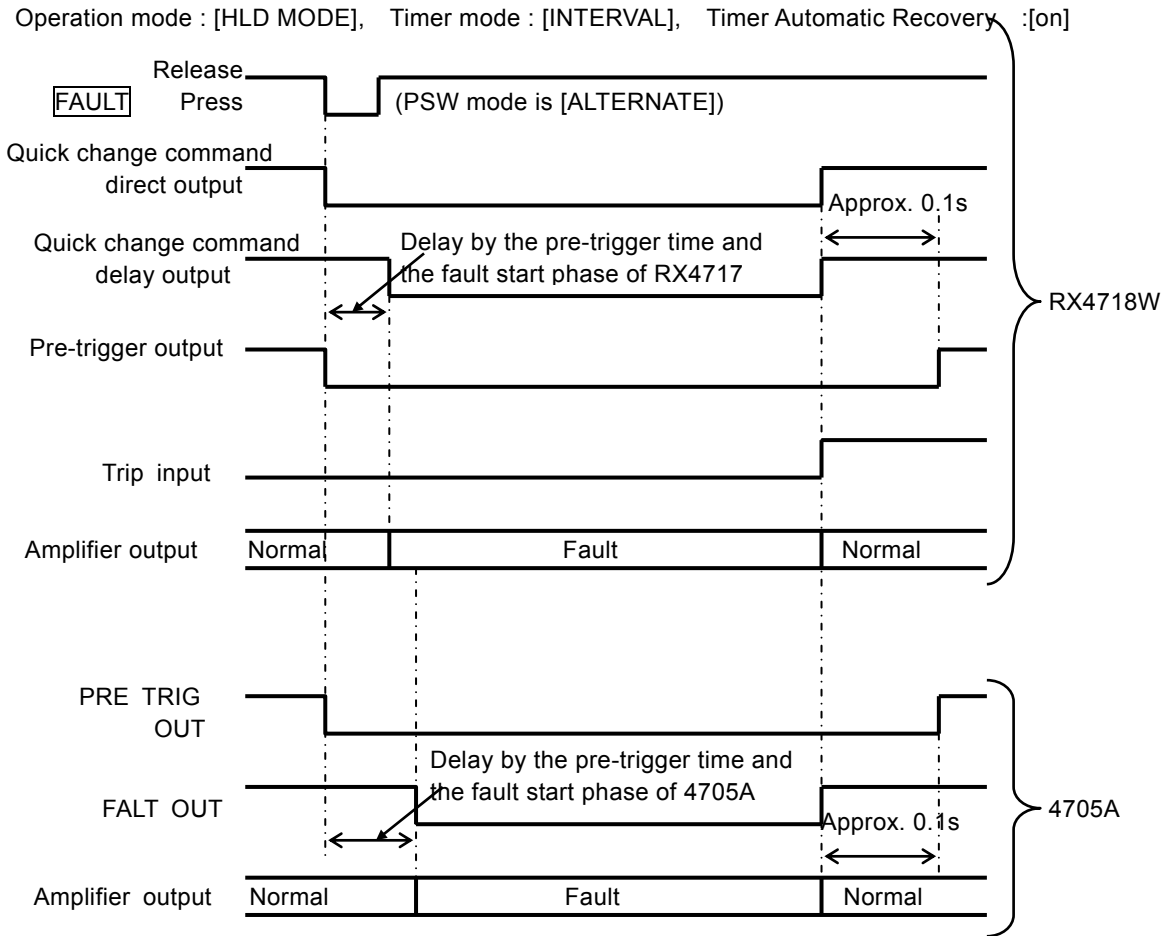 Operation mode : [HLD MODE], Timer mode : [INTERVAL], Timer Automatic Recovery :[on]
Release
FAULT Press (PSW mode is [ALTERNATE])
Quick change command
direct output
Approx. 0.1s
Quick change command
delay output
Delay by the pre-trigger time and
the fault start phase of RX4717
RX4718W
Pre-trigger output
Trip input
Amplifier output Normal Fault Normal
PRE TRIG
OUT
Delay by the pre-trigger time and
the fault start phase of 4705A
FALT OUT
Approx. 0.1s
4705A
Amplifier output Normal Fault Normal